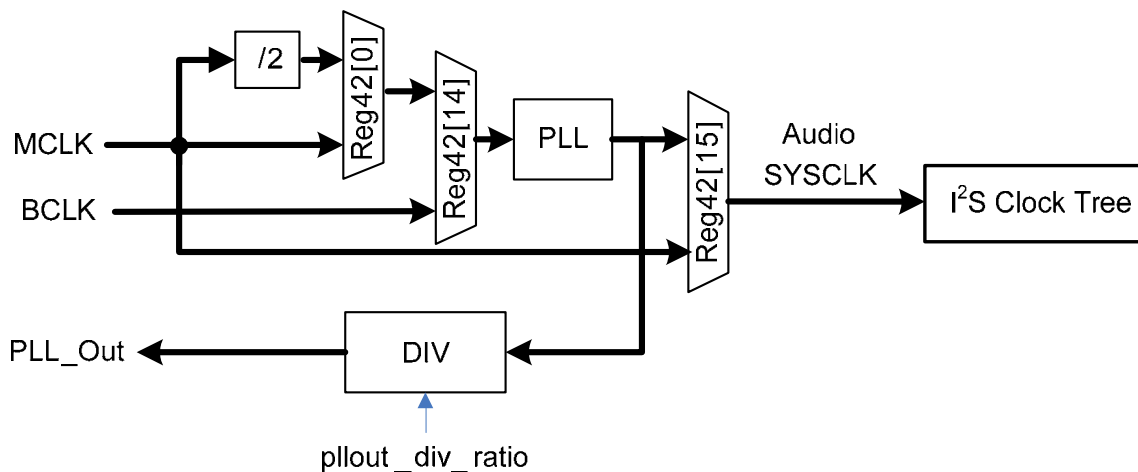 /2
Reg42[0]
Reg42[14]
Reg42[15]
MCLK
PLL
Audio
SYSCLK
BCLK
I²S Clock Tree
PLL_Out
DIV
pllout_div_ratio